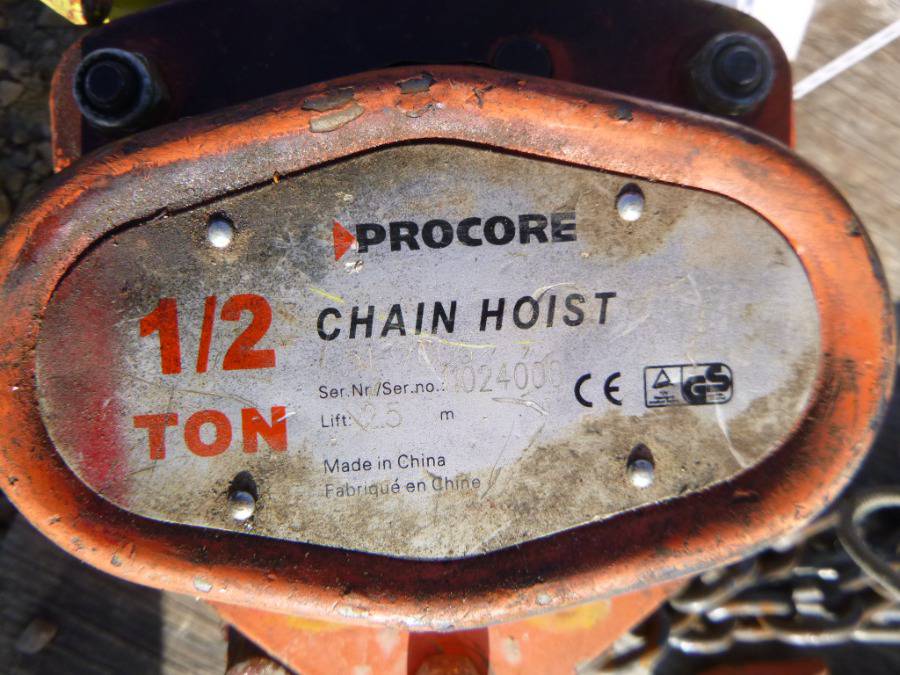 PROCORE
1/2
TON
CHAIN HOIST
Ser.Nr./Ser.no.:
Lift: 2.5 m
CE GS
Made in China
Fabriqué en Chine